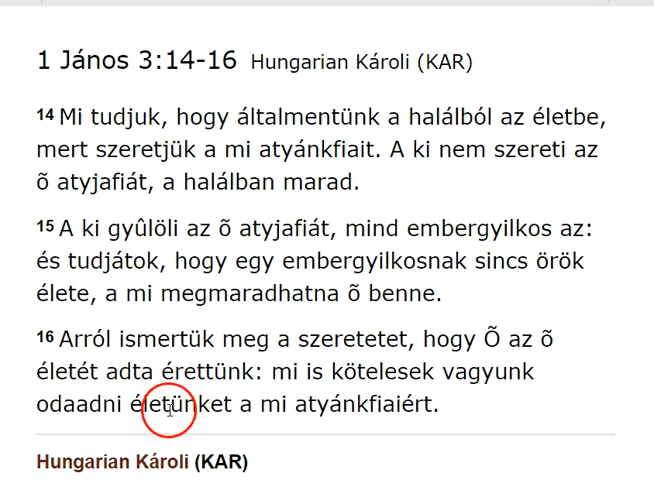 1 János 3:14-16 Hungarian Károli (KAR)
14 Mi tudjuk, hogy általmentünk a halálból az életbe,
mert szeretjük a mi atyánkfiait. A ki nem szereti az
õ atyjafiát, a halálban marad.
15 A ki gyûlöli az õ atyjafiát, mind embergyilkos az:
és tudjátok, hogy egy embergyilkosnak sincs örök
élete, a mi megmaradhatna õ benne.
16 Arról ismertük meg a szeretetet, hogy Õ az õ
életét adta érettünk: mi is kötelesek vagyunk
odaadni életünket a mi atyánkfiaiért.
Hungarian Károli (KAR)